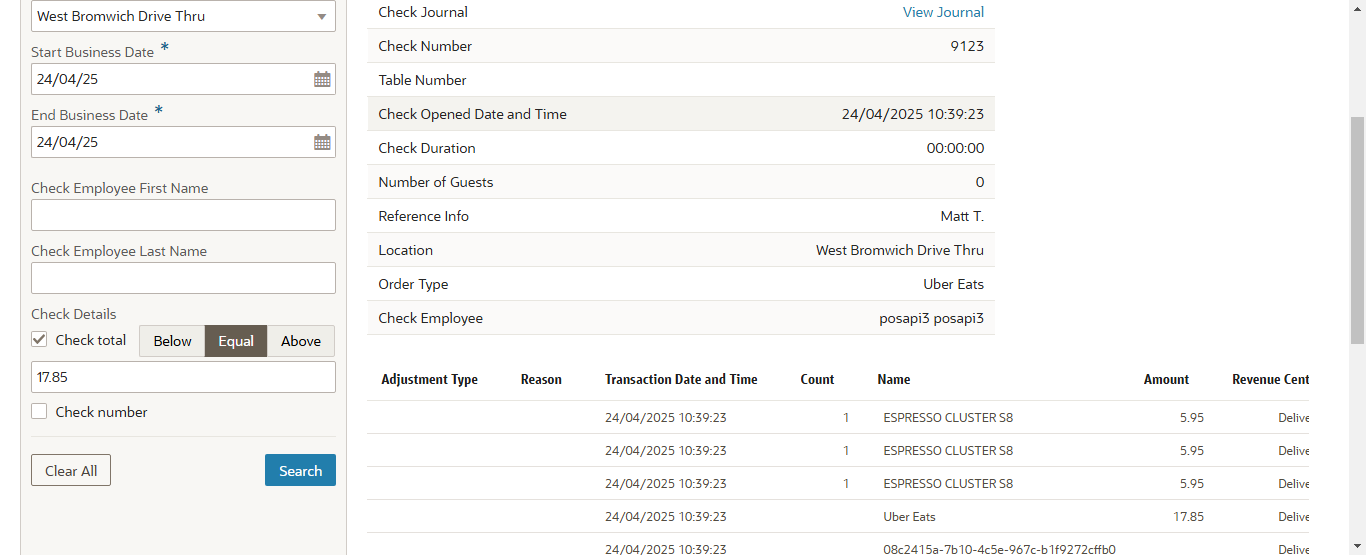 West Bromwich Drive Thru
Start Business Date *
24/04/25
End Business Date *
24/04/25
Check Employee First Name
Check Employee Last Name
Check Details
Check total Below Equal Above
17.85
Check number
Clear All Search
Check Journal View Journal
Check Number 9123
Table Number
Check Opened Date and Time 24/04/2025 10:39:23
Check Duration 00:00:00
Number of Guests 0
Reference Info Matt T.
Location West Bromwich Drive Thru
Order Type Uber Eats
Check Employee posapi3 posapi3
Adjustment Type Reason Transaction Date and Time Count Name Amount Revenue Cent
24/04/2025 10:39:23 1 ESPRESSO CLUSTER S8 5.95 Delive
24/04/2025 10:39:23 1 ESPRESSO CLUSTER S8 5.95 Delive
24/04/2025 10:39:23 1 ESPRESSO CLUSTER S8 5.95 Delive
24/04/2025 10:39:23 Uber Eats 17.85 Delive
24/04/2025 10:39:23 08c2415a-7b10-4c5e-967c-b1f9272cffb0 Delive